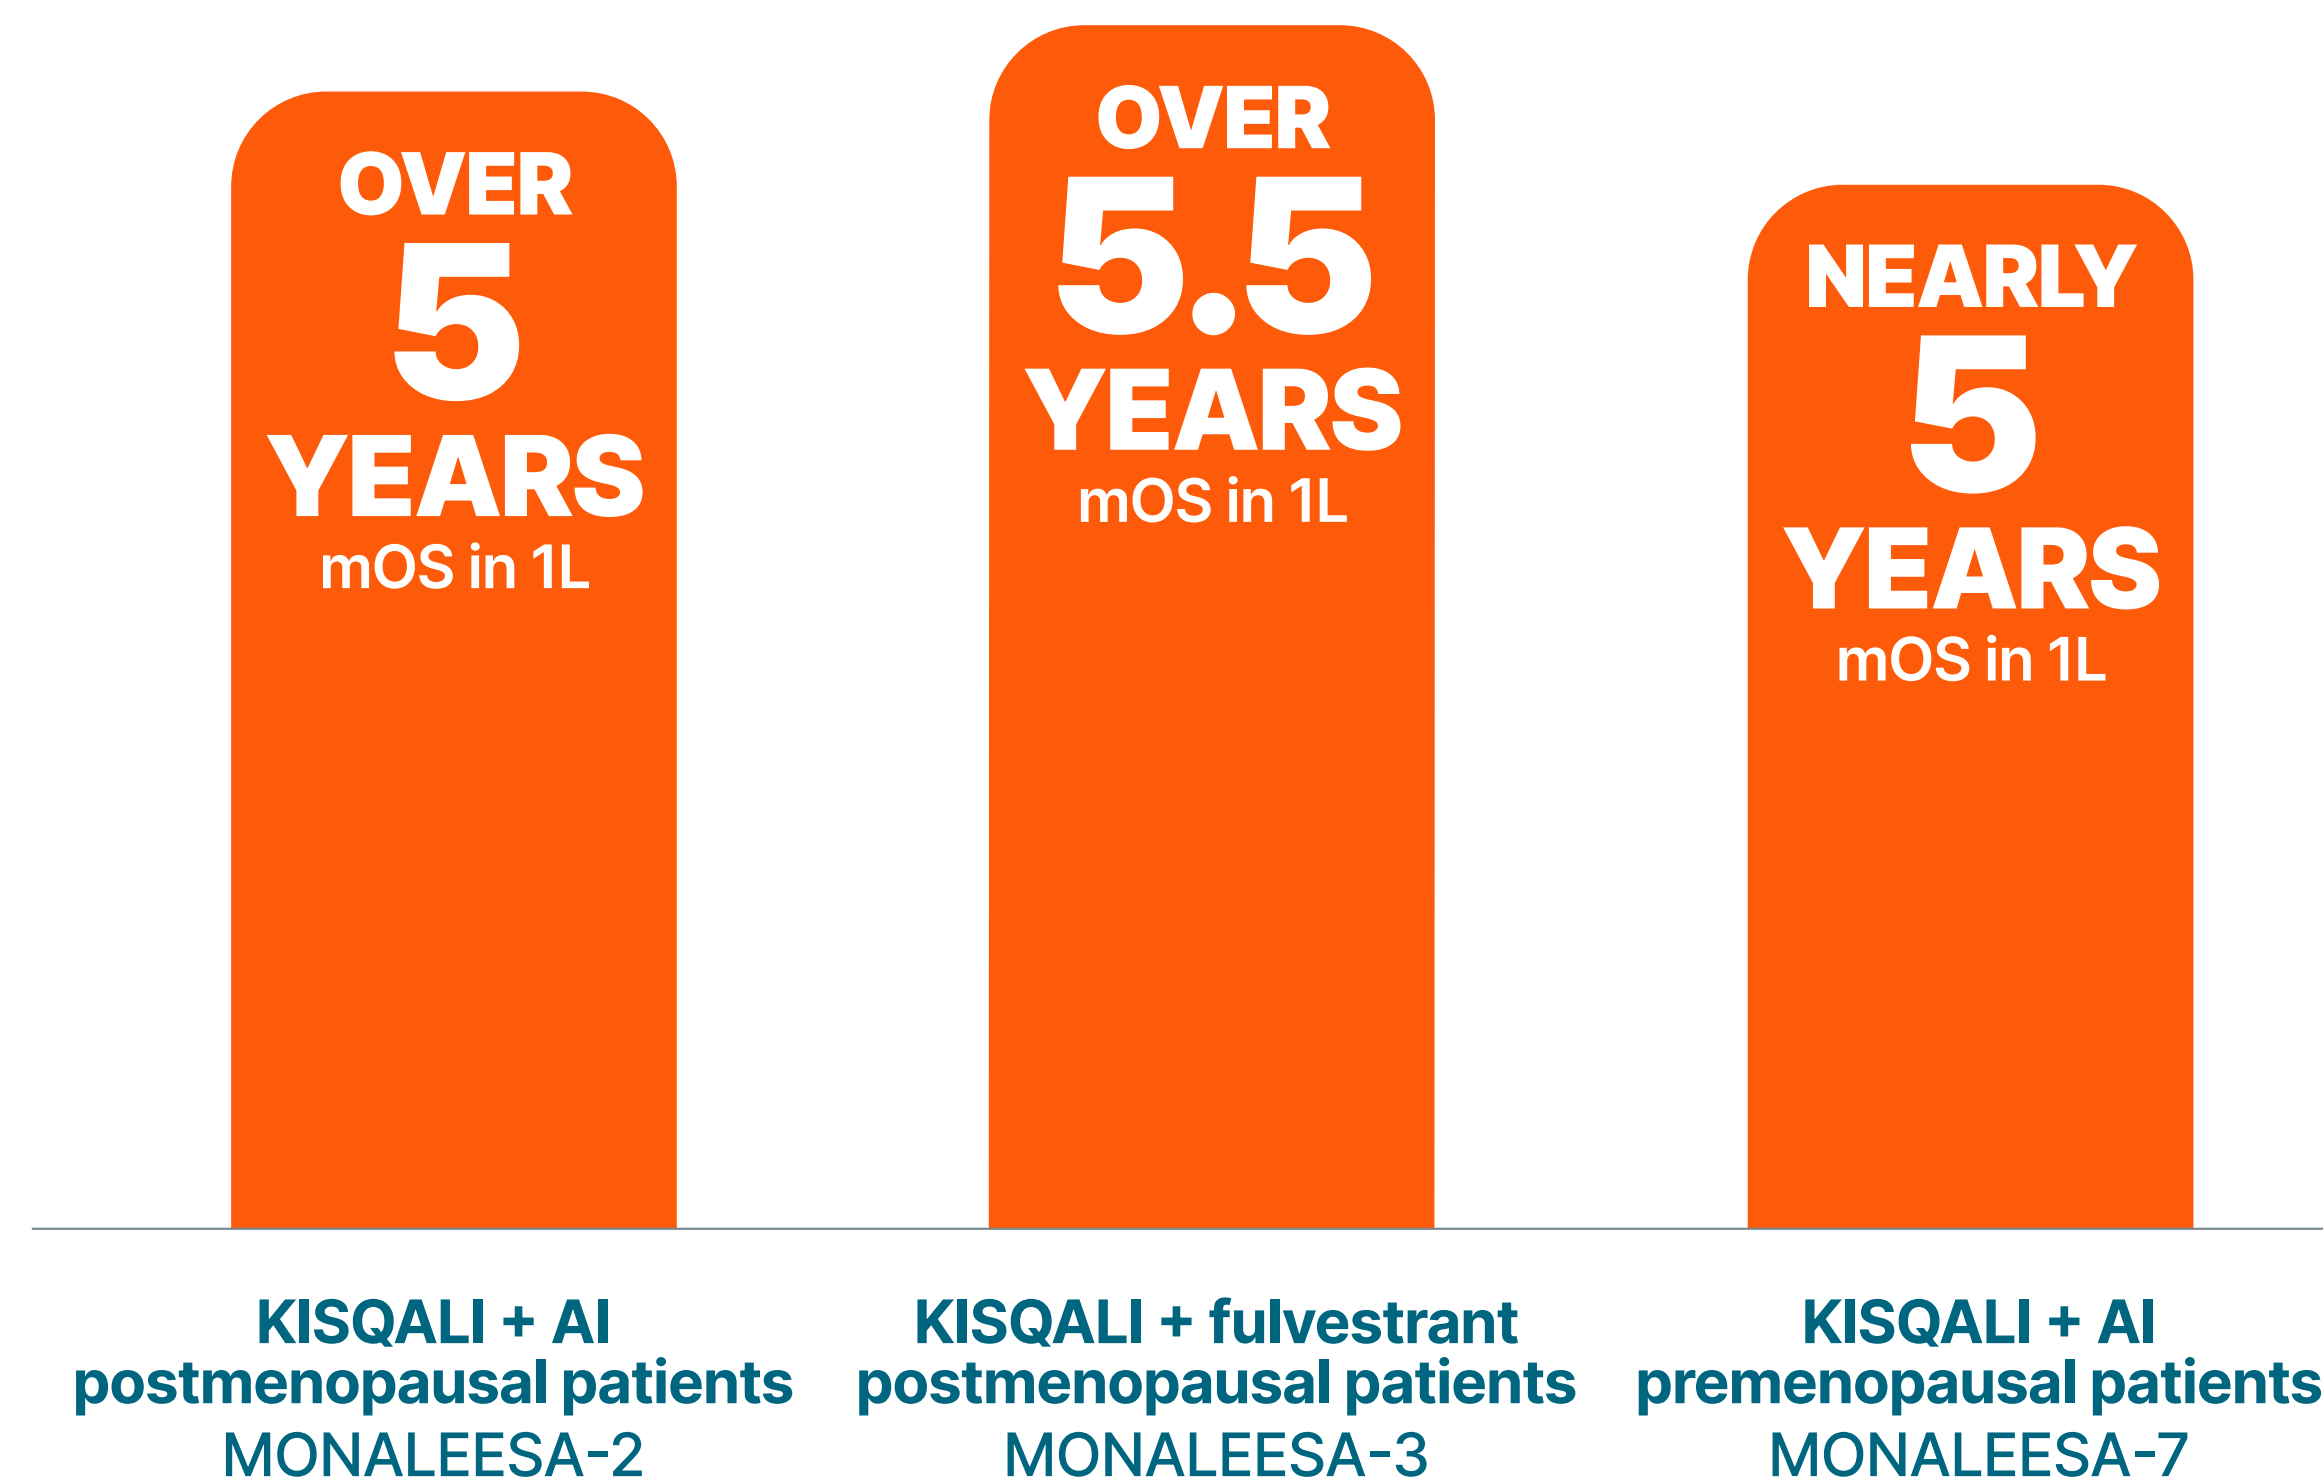 OVER
5
YEARS
mOS in 1L
OVER
5.5
YEARS
mOS in 1L
NEARLY
5
YEARS
mOS in 1L
KISQALI + AI
postmenopausal patients
MONALEESA-2
KISQALI + fulvestrant
postmenopausal patients
MONALEESA-3
KISQALI + AI
premenopausal patients
MONALEESA-7